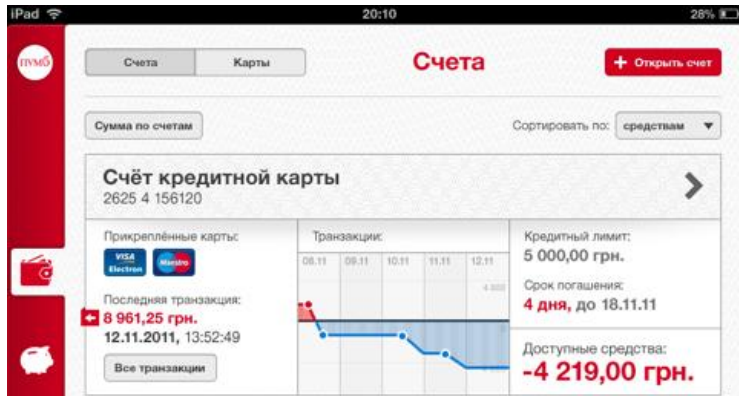 iPad
20:10
28%
пумб
Счета
Карты
Счета
+ Открыть счет
Сумма по счетам
Сортировать по: средствам
Счёт кредитной карты
2625 4 156120
Прикреплённые карты:
VISA
Electron
Maestro
Последняя транзакция:
8 961,25 грн.
12.11.2011, 13:52:49
Все транзакции
Транзакции:
08.11 09.11 10.11 11.11 12.11
0
Кредитный лимит:
5 000,00 грн.
Срок погашения:
4 дня, до 18.11.11
Доступные средства:
-4 219,00 грн.